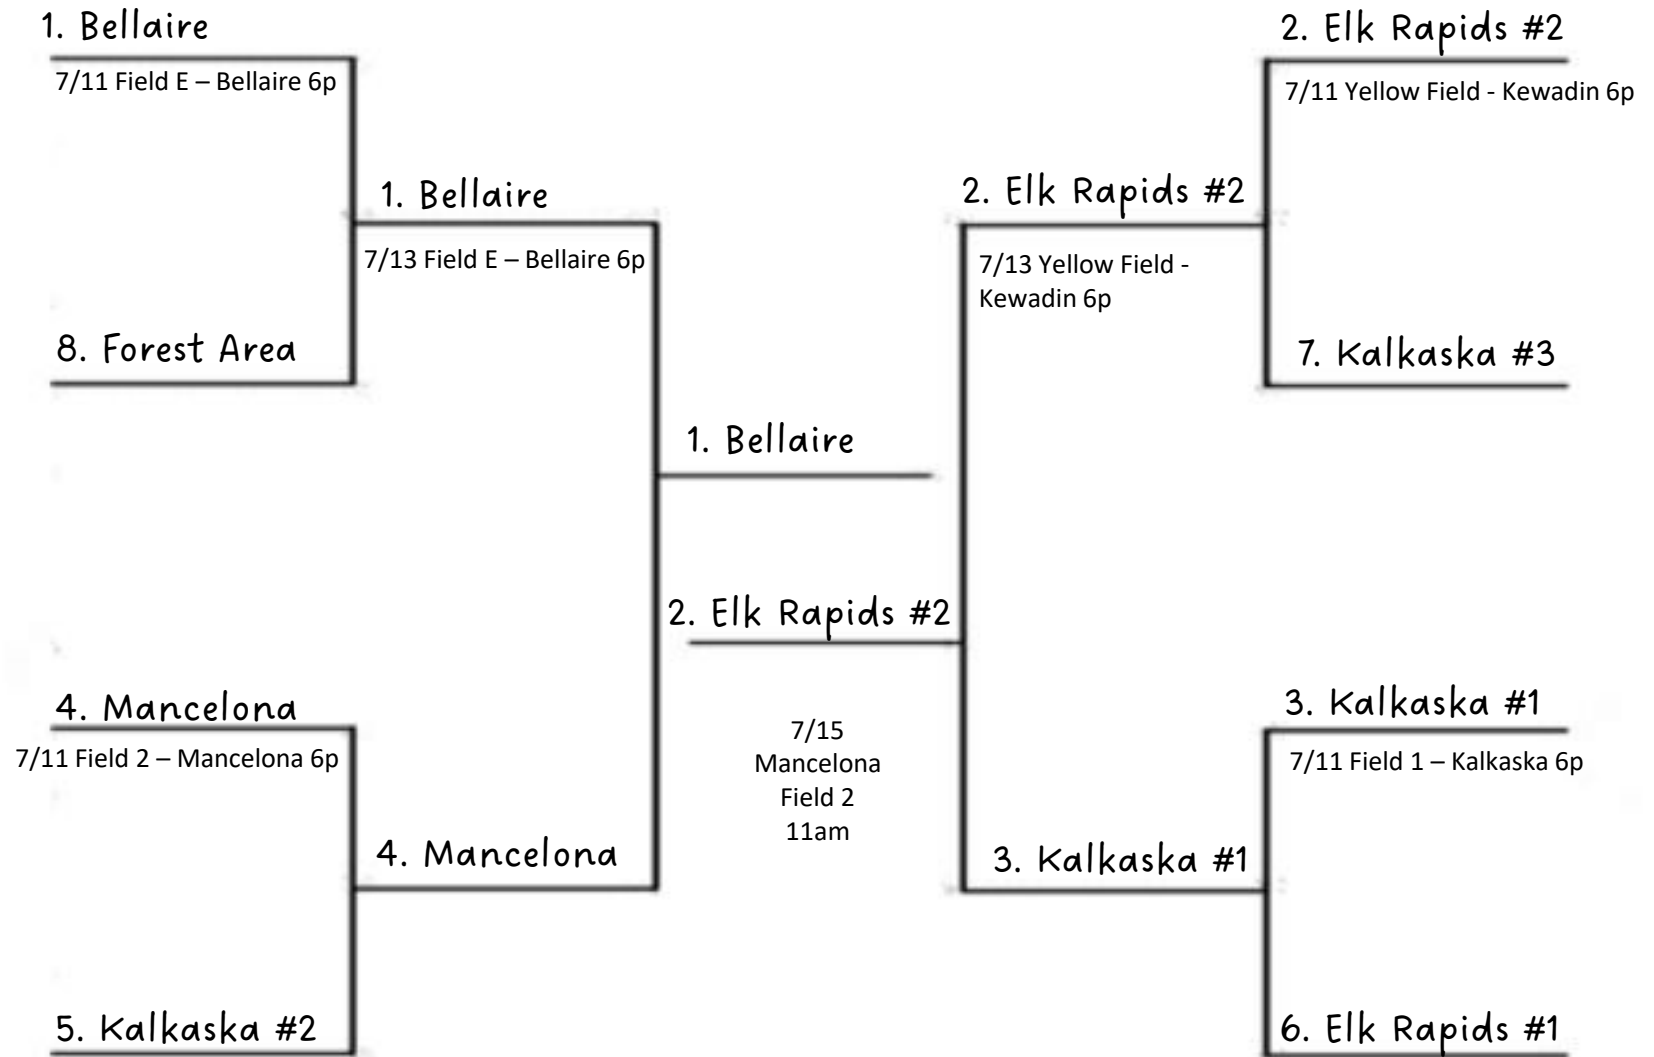 1. Bellaire
7/11 Field E – Bellaire 6p
1. Bellaire
7/13 Field E – Bellaire 6p
8. Forest Area
1. Bellaire
4. Mancelona
7/11 Field 2 – Mancelona 6p
4. Mancelona
5. Kalkaska #2
2. Elk Rapids #2
7/15
Mancelona
Field 2
11am
2. Elk Rapids #2
7/11 Yellow Field - Kewadin 6p
2. Elk Rapids #2
7/13 Yellow Field -
Kewadin 6p
7. Kalkaska #3
3. Kalkaska #1
7/11 Field 1 – Kalkaska 6p
3. Kalkaska #1
6. Elk Rapids #1